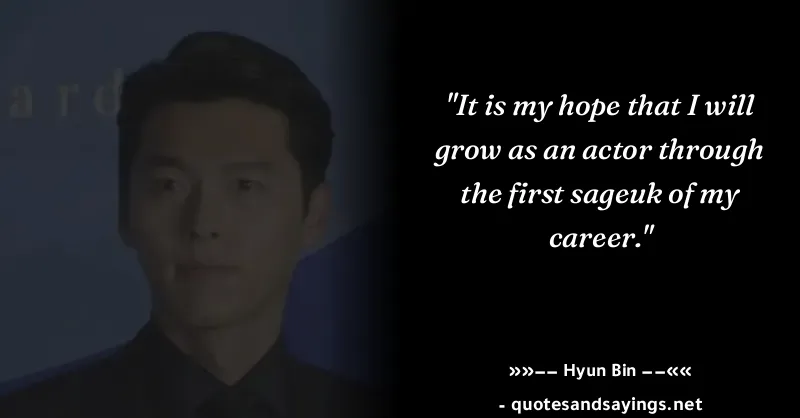 ard
"It is my hope that I will
grow as an actor through
the first sageuk of my
career."
»»–– Hyun Bin ––««
- quotesandsayings.net